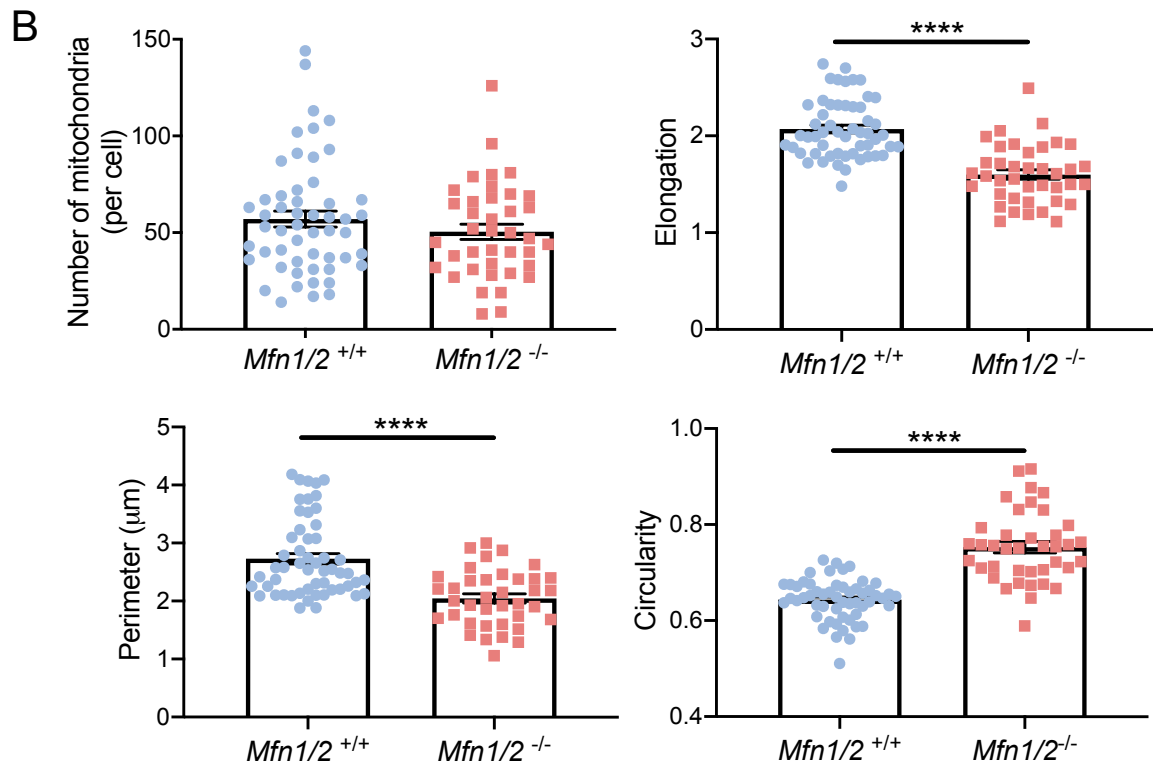 B
Number of mitochondria
(per cell)
150
100
50
0
Mfn1/2 +/+
Mfn1/2 -/-
Elongation
3
2
1
0
****
Mfn1/2 +/+
Mfn1/2 -/-
Perimeter (μm)
5
4
3
2
1
0
****
Mfn1/2 +/+
Mfn1/2 -/-
Circularity
1.0
0.8
0.6
0.4
****
Mfn1/2 +/+
Mfn1/2-/-